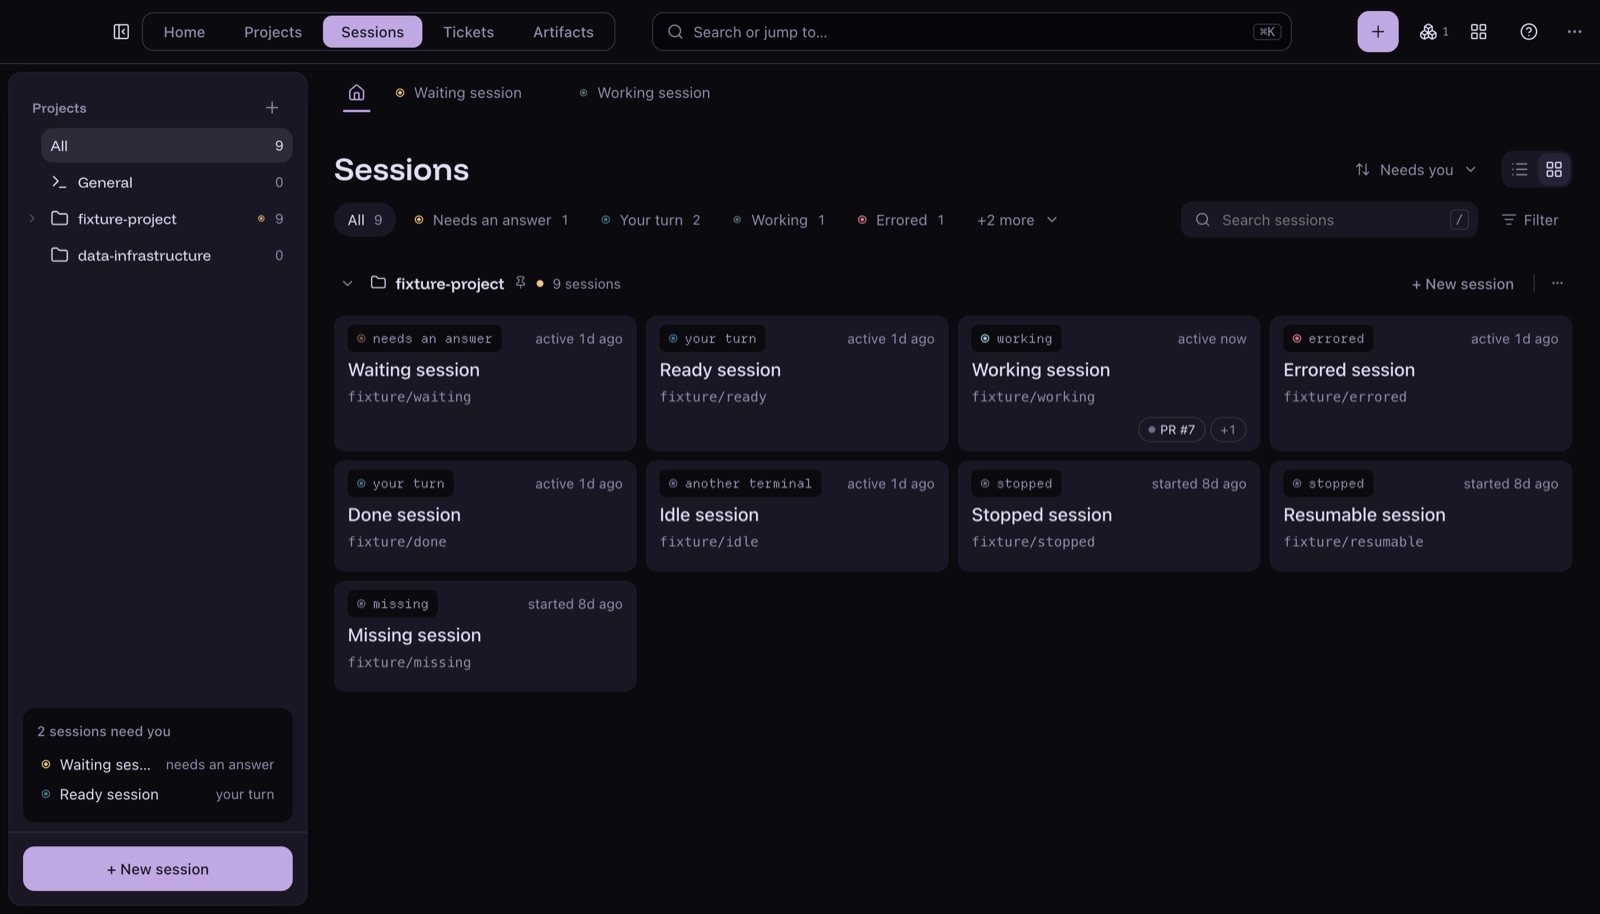 Home Projects Sessions Tickets Artifacts Search or jump to... ⌘K + 1
Projects +
All 9
General 0
fixture-project 9
data-infrastructure 0
2 sessions need you
Waiting ses... needs an answer
Ready session your turn
+ New session
Waiting session Working session
Sessions Needs you
All 9 Needs an answer 1 Your turn 2 Working 1 Errored 1 +2 more Search sessions / Filter
fixture-project 9 sessions + New session ...
needs an answer active 1d ago
Waiting session
fixture/waiting
your turn active 1d ago
Ready session
fixture/ready
working active now
Working session
fixture/working
PR #7 +1
errored active 1d ago
Errored session
fixture/errored
your turn active 1d ago
Done session
fixture/done
another terminal active 1d ago
Idle session
fixture/idle
stopped started 8d ago
Stopped session
fixture/stopped
stopped started 8d ago
Resumable session
fixture/resumable
missing started 8d ago
Missing session
fixture/missing